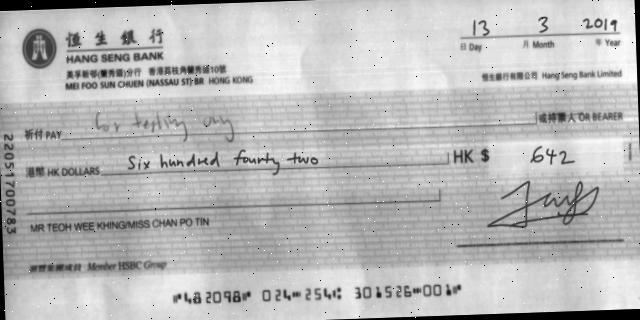 恒生銀行
HANG SENG BANK
美孚新邨(蘭秀道)分行 香港荔枝角蘭秀道10號
MEI FOO SUN CHUEN (NASSAU ST) BR HONG KONG
13 3 2019
日 Day 月 Month 年 Year
恒生銀行有限公司 Hang Seng Bank Limited
祈付 PAY for testing only 或持票人 OR BEARER
港幣 HK DOLLARS six hundred fourty two HK $ 642
MR TEOH WEE KHING/MISS CHAN PO TIN
滙豐集團成員 Member HSBC Group
⑈482098⑈ 024⑉254⑆ 301526⑉001⑈
22051700783